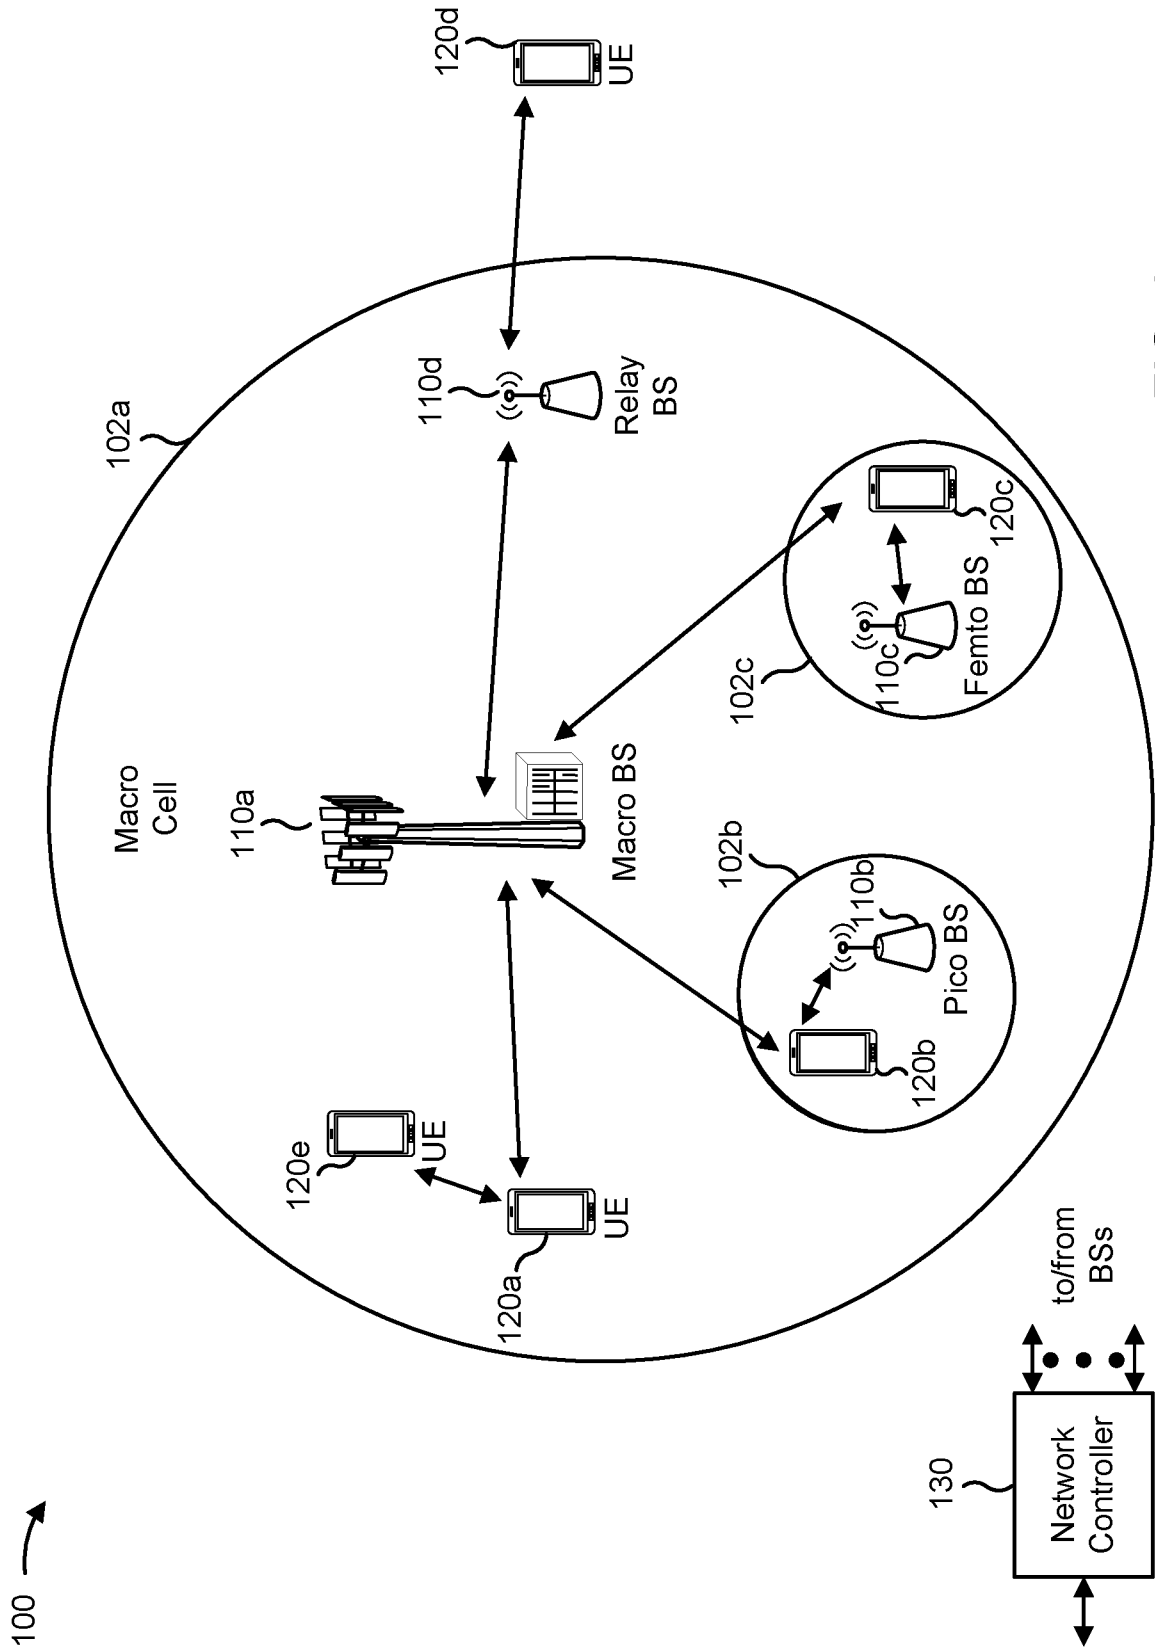 100
102a
Macro
Cell
110a
120e
UE
110d
120d
120a
UE
Macro BS
Relay
BS
UE
102b
102c
110b
110c
120b
Pico BS
Femto BS
120c
130
Network
Controller
to/from
BSs